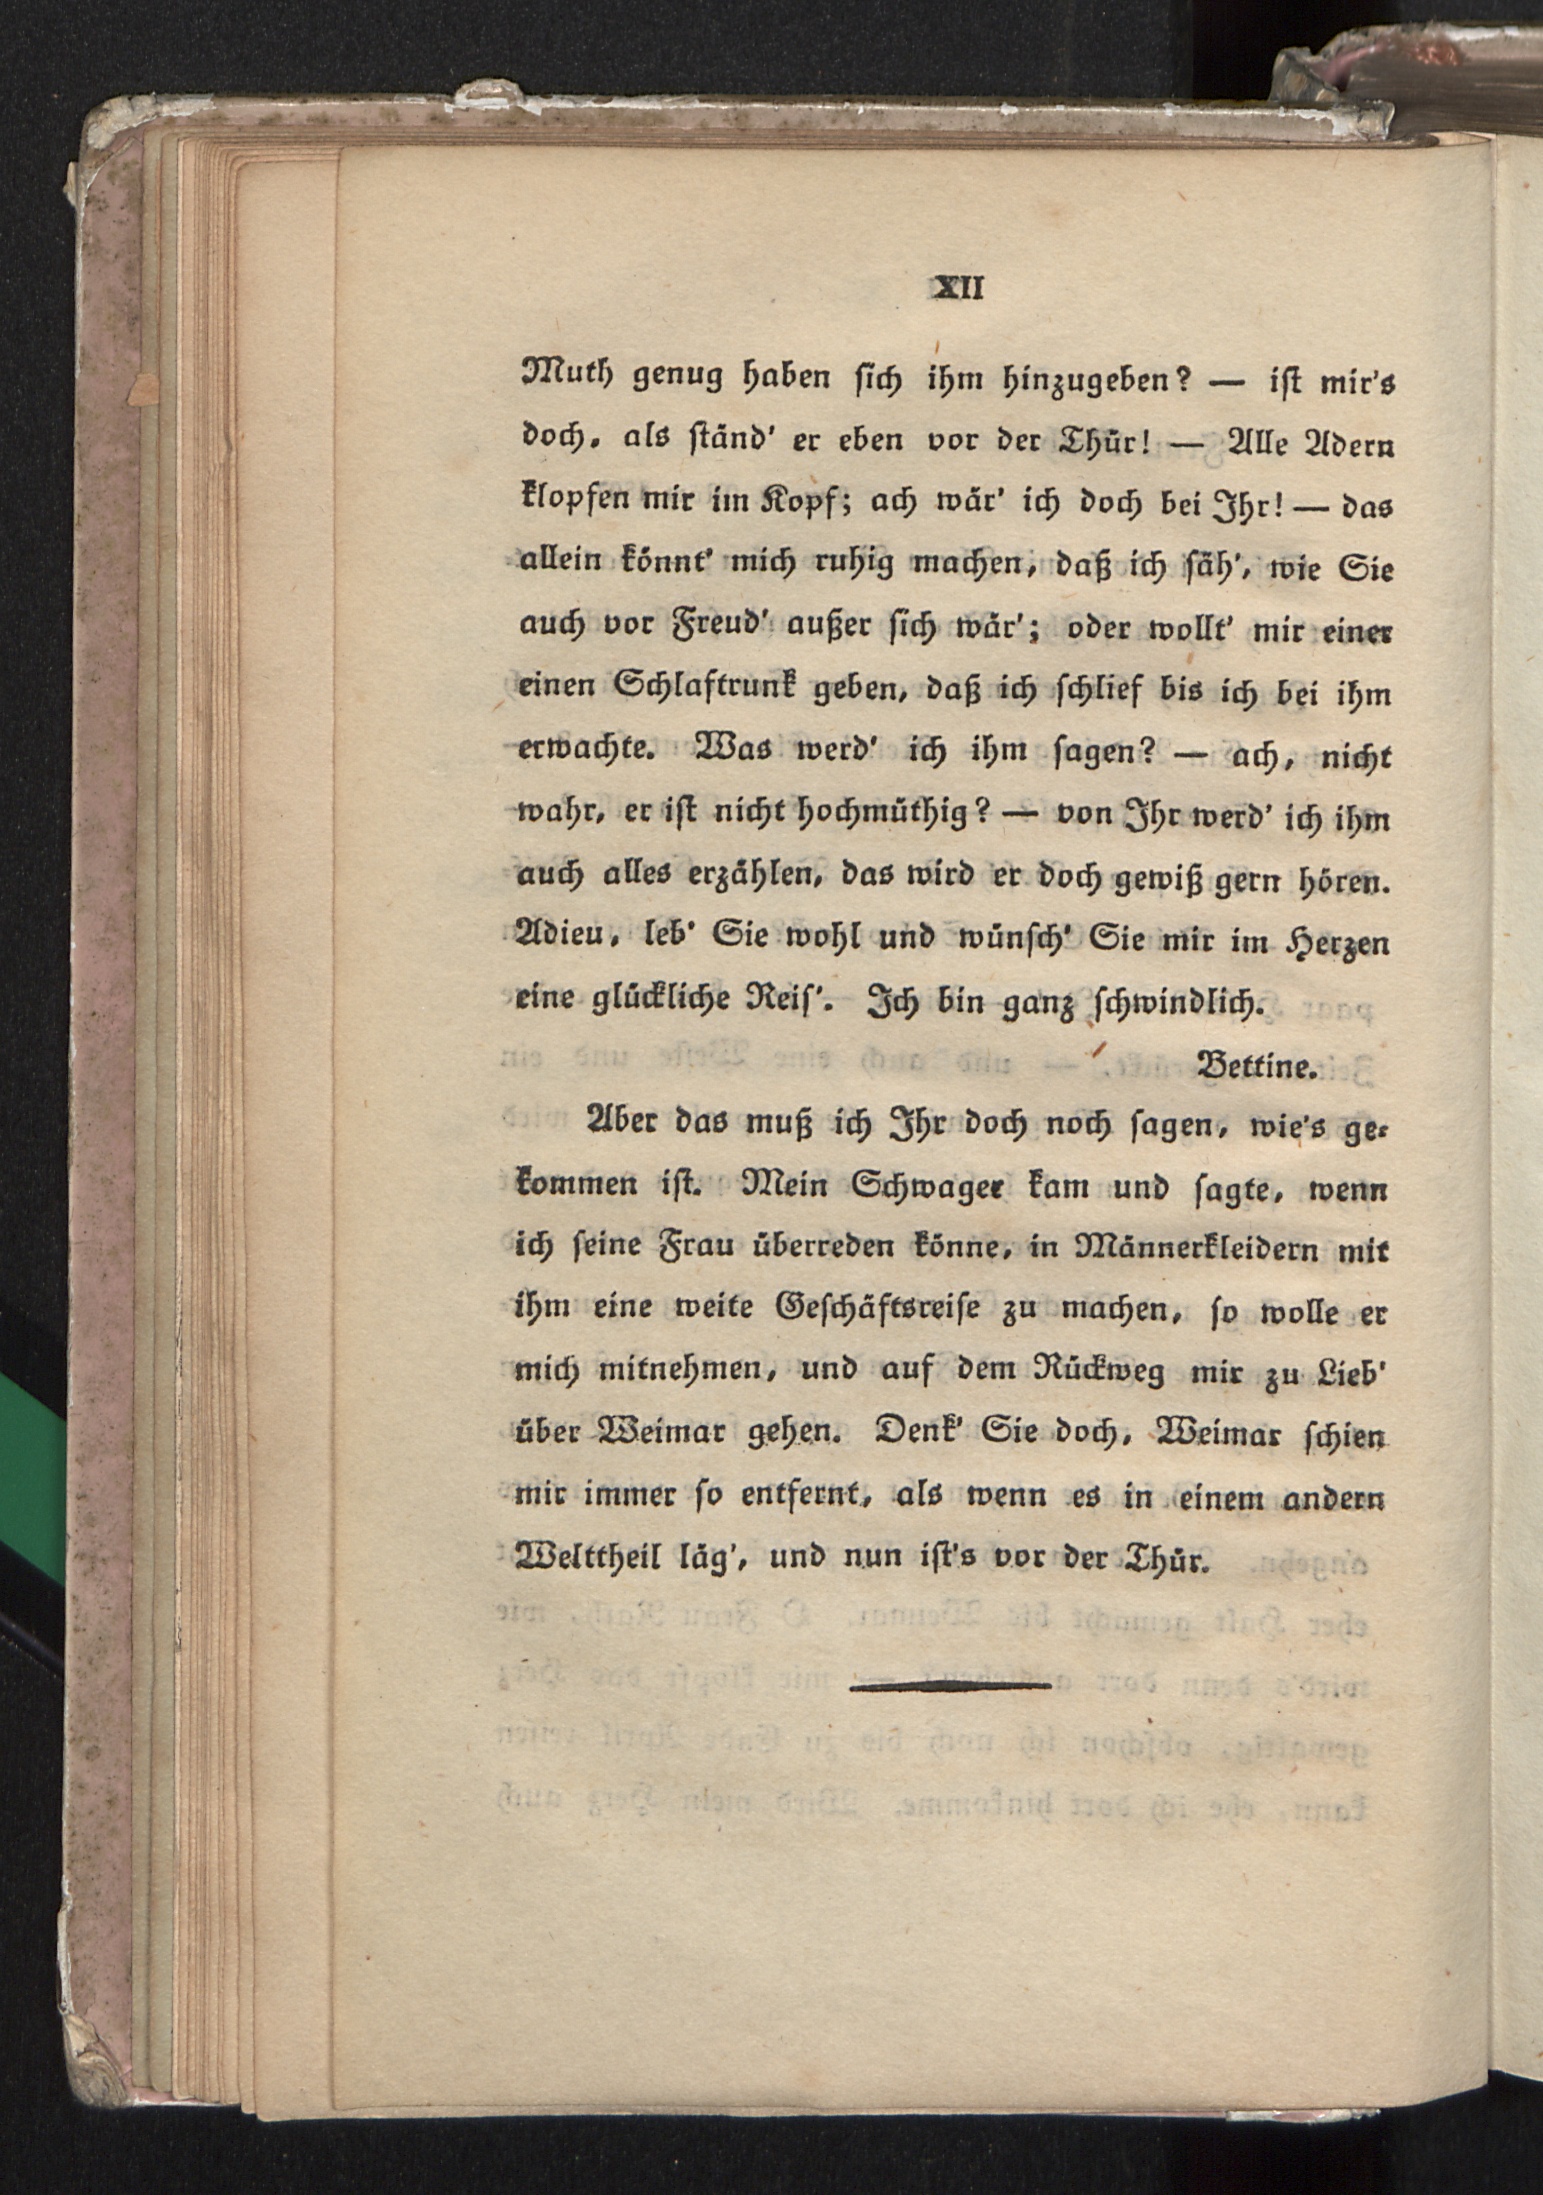 XII
Muth genug haben ſich ihm hinzugeben? — iſt mir's
doch, als ſtänd' er eben vor der Thür! — Alle Adern
klopfen mir im Kopf; ach wär' ich doch bei Ihr! — das
allein könnt' mich ruhig machen, daß ich ſäh', wie Sie
auch vor Freud' außer ſich wär'; oder wollt' mir einer
einen Schlaftrunk geben, daß ich ſchlief bis ich bei ihm
erwachte. Was werd' ich ihm ſagen? — ach, nicht
wahr, er iſt nicht hochmüthig? — von Ihr werd' ich ihm
auch alles erzählen, das wird er doch gewiß gern hören.
Adieu, leb' Sie wohl und wünſch' Sie mir im Herzen
eine glückliche Reiſ'. Ich bin ganz ſchwindlich.
Bettine.
Aber das muß ich Ihr doch noch ſagen, wie's ge-
kommen iſt. Mein Schwager kam und ſagte, wenn
ich ſeine Frau überreden könne, in Männerkleidern mit
ihm eine weite Geſchäftsreiſe zu machen, ſo wolle er
mich mitnehmen, und auf dem Rückweg mir zu Lieb'
über Weimar gehen. Denk' Sie doch, Weimar ſchien
mir immer ſo entfernt, als wenn es in einem andern
Welttheil läg', und nun iſt's vor der Thür.